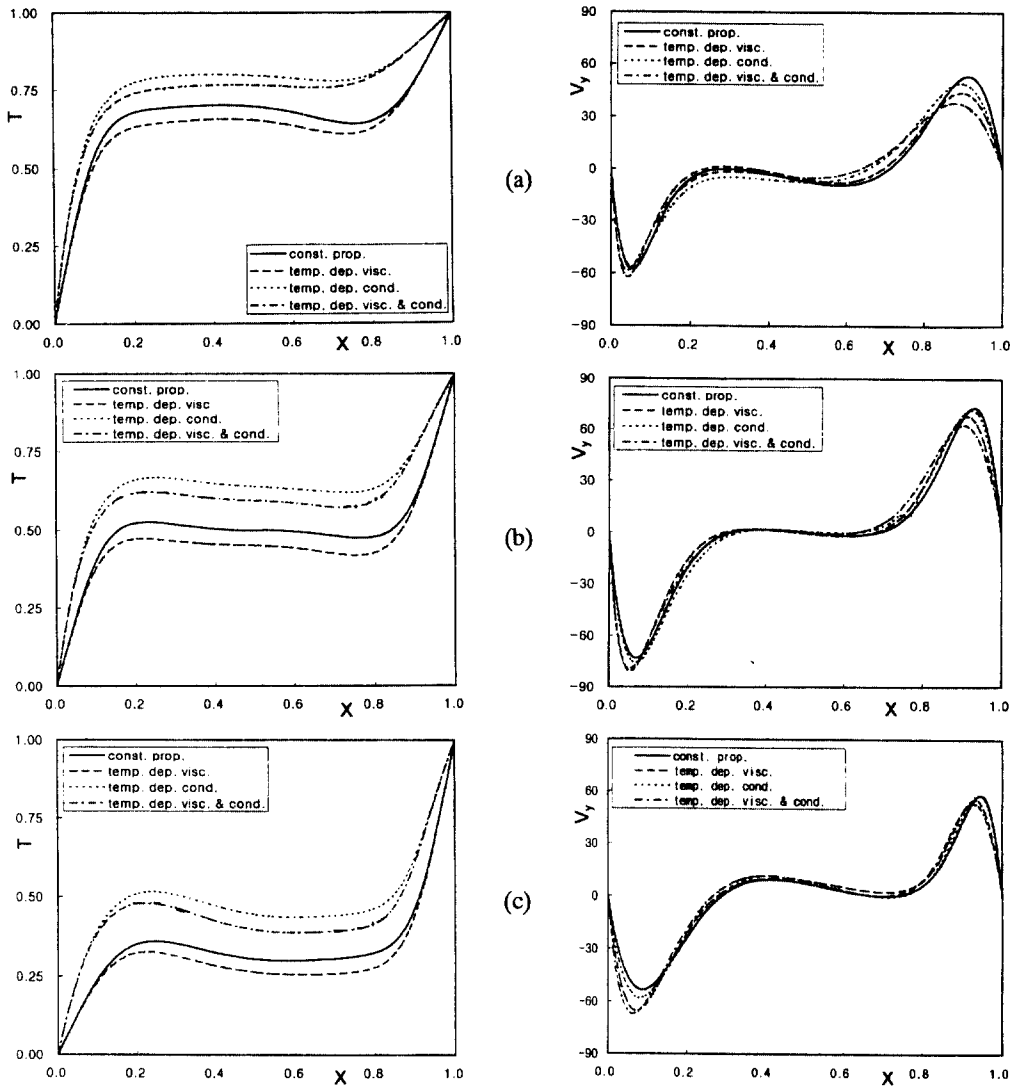 1.00
0.75
0.50
0.25
0.00
T
0.0
0.2
0.4
0.6
X
0.8
1.0
const. prop.
temp. dep. visc.
temp. dep. cond.
temp. dep. visc. & cond.
(a)
90
60
30
0
−30
−60
−90
Vy
0.0
0.2
0.4
0.6
X
0.8
1.0
const. prop.
temp. dep. visc.
temp. dep. cond.
temp. dep. visc. & cond.
1.00
0.75
0.50
0.25
0.00
T
0.0
0.2
0.4
0.6
X
0.8
1.0
const. prop.
temp. dep. visc
temp. dep. cond.
temp. dep. visc. & cond.
(b)
90
60
30
0
−30
−60
−90
Vy
0.0
0.2
0.4
0.6
X
0.8
1.0
const. prop.
temp. dep. visc.
temp. dep. cond.
temp. dep. visc. & cond.
1.00
0.75
0.50
0.25
0.00
T
0.0
0.2
0.4
0.6
X
0.8
1.0
const. prop.
temp. dep. visc.
temp. dep. cond.
temp. dep. visc. & cond.
(c)
90
60
30
0
−30
−60
−90
Vy
0.0
0.2
0.4
0.6
X
0.8
1.0
const. prop.
temp. dep. visc.
temp. dep. cond.
temp. dep. visc. & cond.